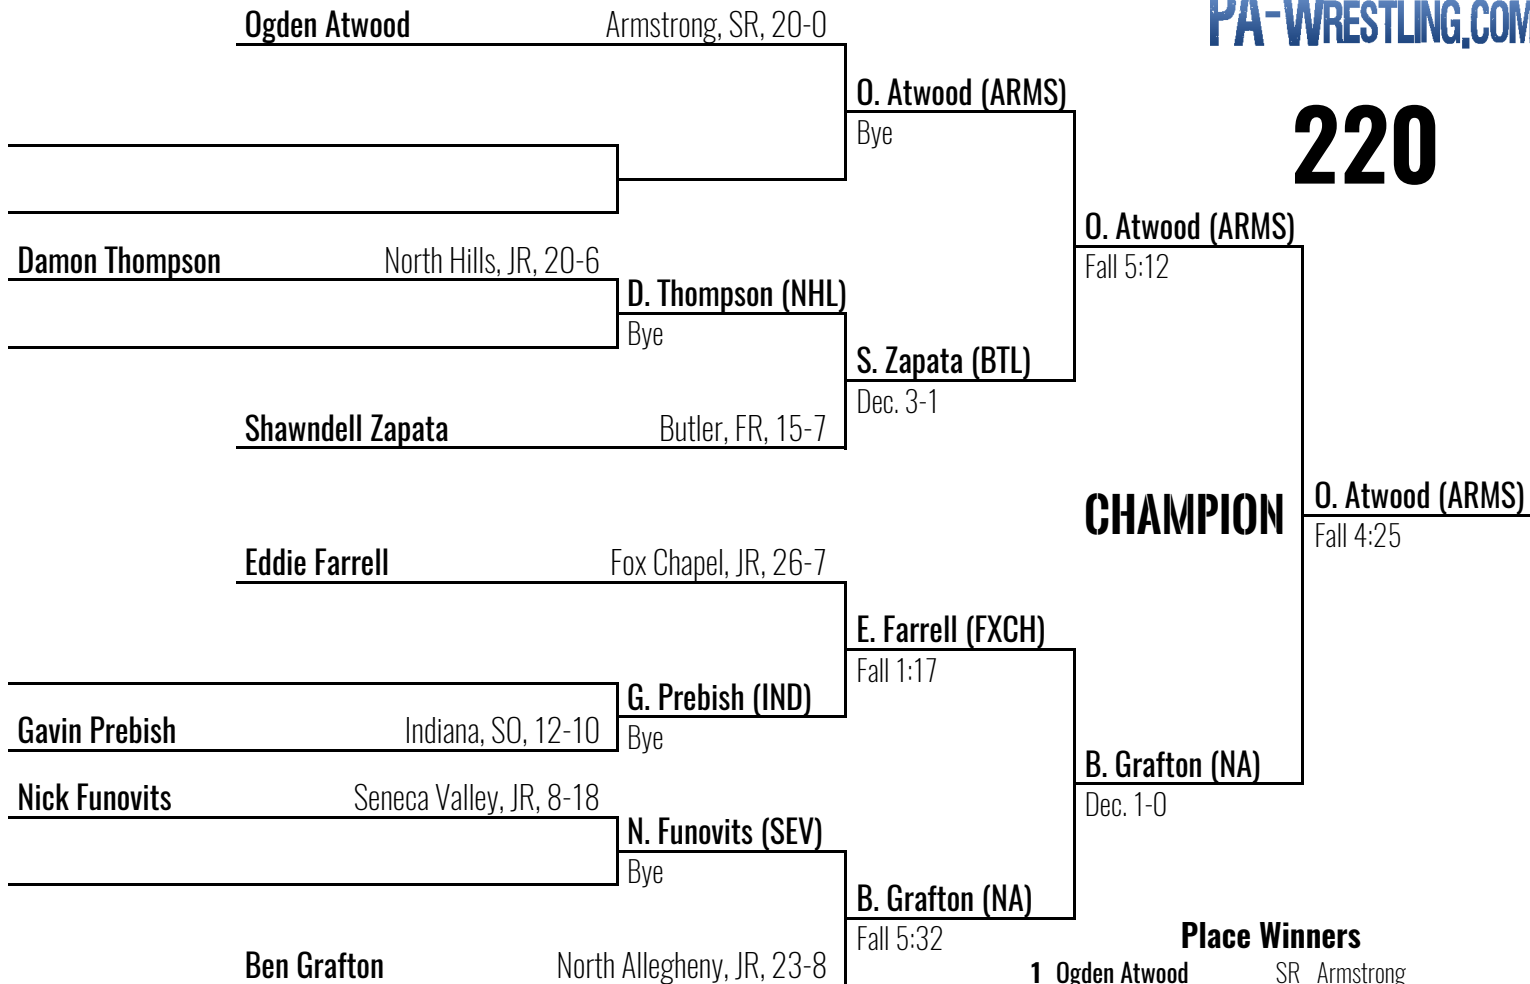 PA-WRESTLING.COM
220
Ogden Atwood Armstrong, SR, 20-0
O. Atwood (ARMS)
Bye
O. Atwood (ARMS)
Fall 5:12
Damon Thompson North Hills, JR, 20-6
D. Thompson (NHL)
Bye
S. Zapata (BTL)
Dec. 3-1
Shawndell Zapata Butler, FR, 15-7
CHAMPION
O. Atwood (ARMS)
Fall 4:25
Eddie Farrell Fox Chapel, JR, 26-7
E. Farrell (FXCH)
Fall 1:17
G. Prebish (IND)
Gavin Prebish Indiana, SO, 12-10
Bye
B. Grafton (NA)
Dec. 1-0
Nick Funovits Seneca Valley, JR, 8-18
N. Funovits (SEV)
Bye
B. Grafton (NA)
Fall 5:32
Ben Grafton North Allegheny, JR, 23-8
Place Winners
1 Ogden Atwood SR Armstrong